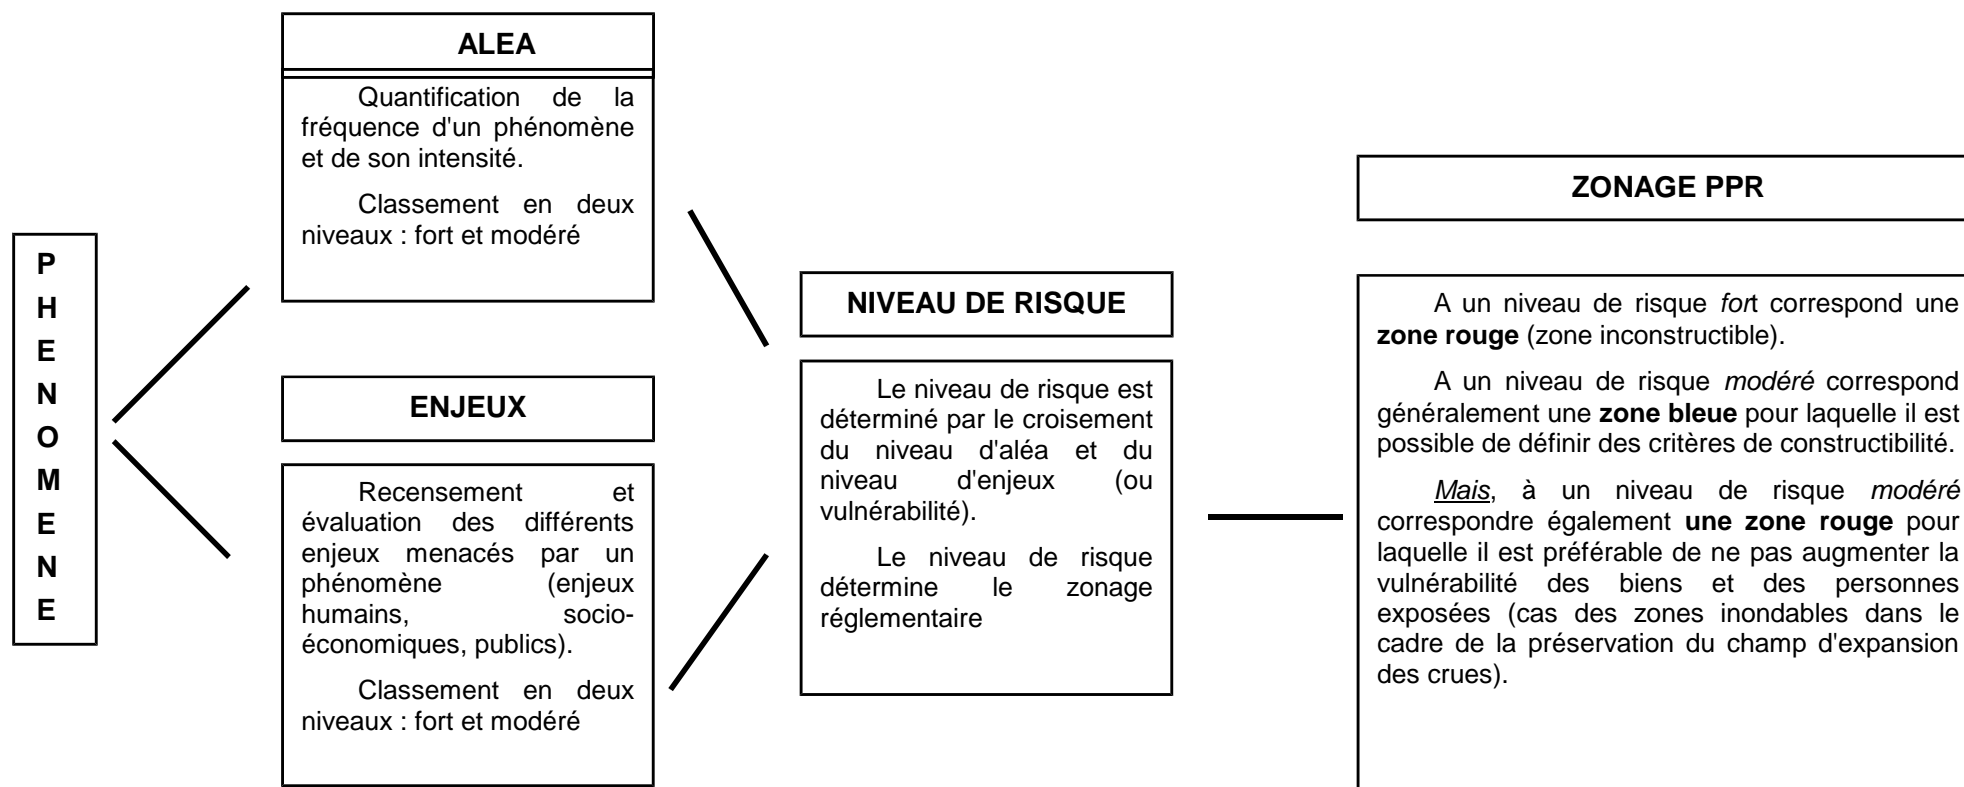 P
H
E
N
O
M
E
N
E
ALEA
Quantification de la
fréquence d'un phénomène
et de son intensité.
Classement en deux
niveaux : fort et modéré
ENJEUX
Recensement et
évaluation des différents
enjeux menacés par un
phénomène (enjeux
humains, socio-
économiques, publics).
Classement en deux
niveaux : fort et modéré
NIVEAU DE RISQUE
Le niveau de risque est
déterminé par le croisement
du niveau d'aléa et du
niveau d'enjeux (ou
vulnérabilité).
Le niveau de risque
détermine le zonage
réglementaire
ZONAGE PPR
A un niveau de risque fort correspond une
zone rouge (zone inconstructible).
A un niveau de risque modéré correspond
généralement une zone bleue pour laquelle il est
possible de définir des critères de constructibilité.
Mais, à un niveau de risque modéré
correspondre également une zone rouge pour
laquelle il est préférable de ne pas augmenter la
vulnérabilité des biens et des personnes
exposées (cas des zones inondables dans le
cadre de la préservation du champ d'expansion
des crues).